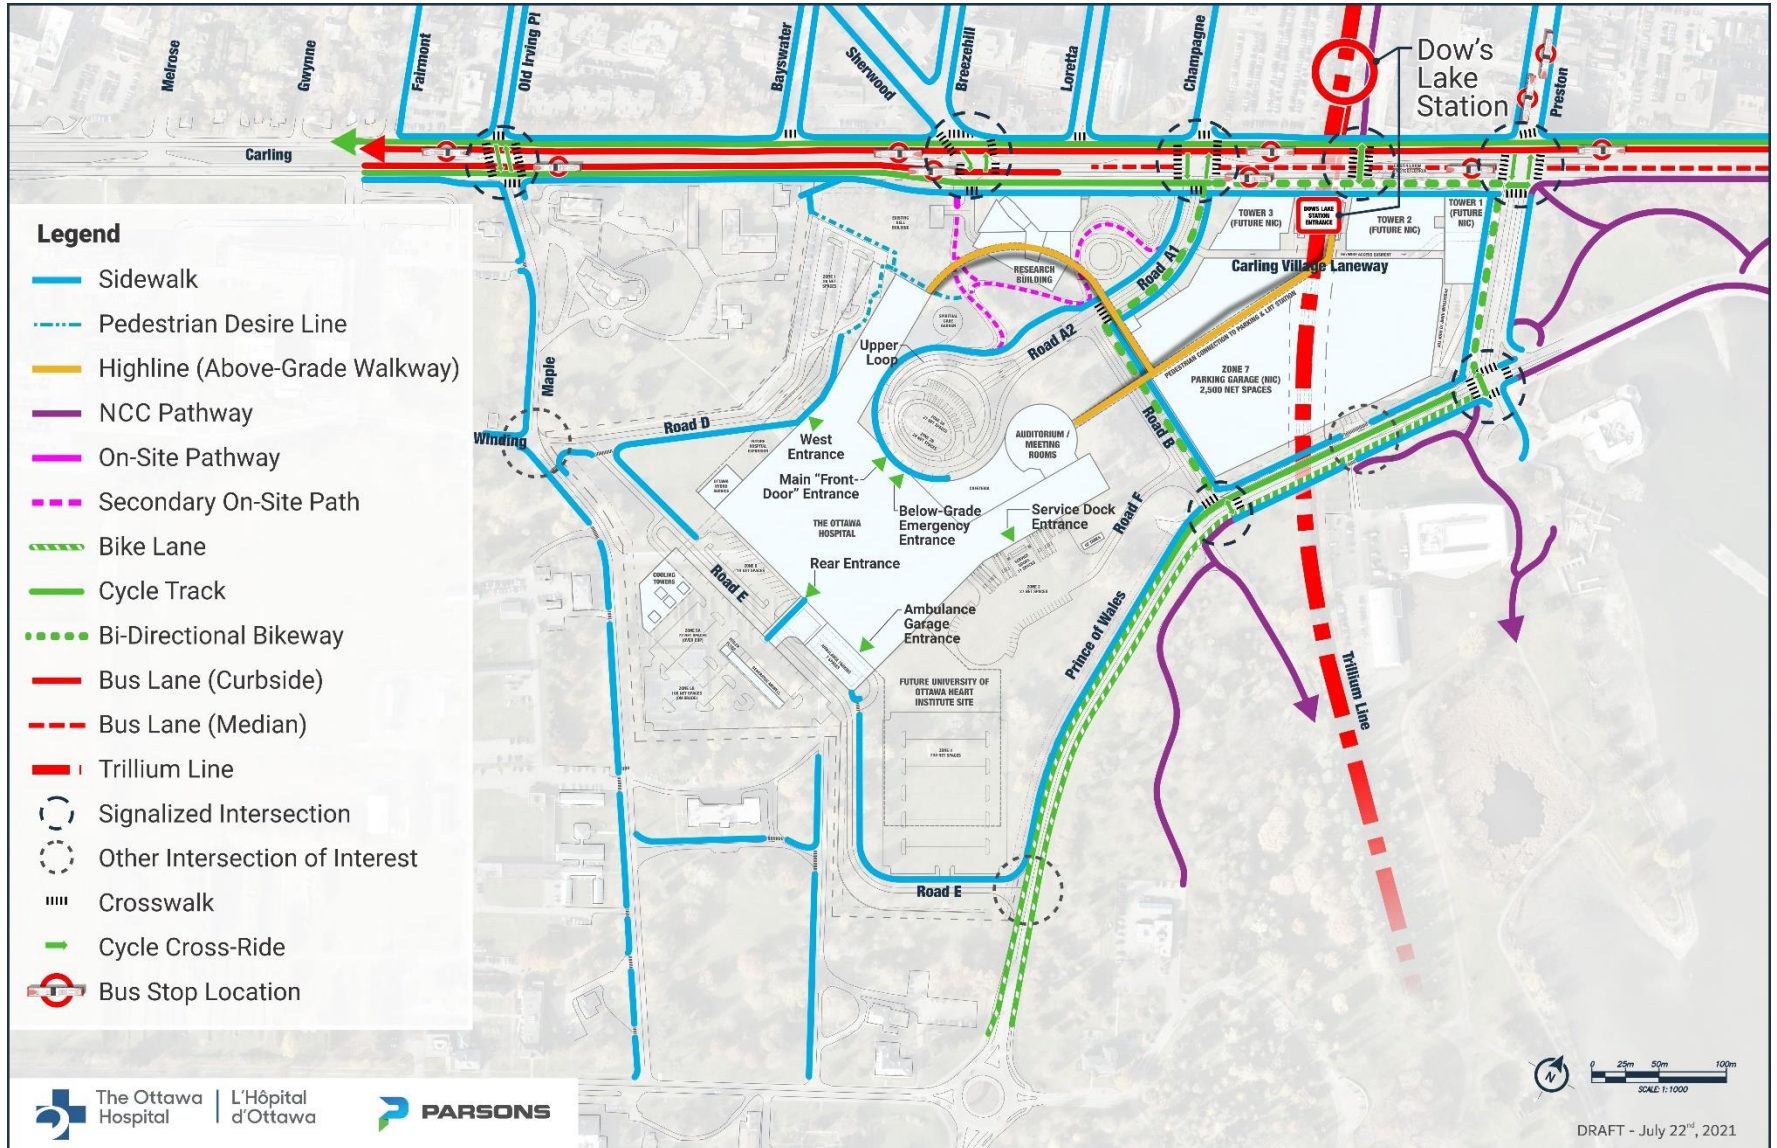 Melrose
Gwynne
Fairmont
Old Irving Pl
Bayswater
Sherwood
Breezehill
Loretta
Champagne
Dow's
Lake
Station
Preston
Carling
Legend
Sidewalk
Pedestrian Desire Line
Highline (Above-Grade Walkway)
NCC Pathway
On-Site Pathway
Secondary On-Site Path
Bike Lane
Cycle Track
Bi-Directional Bikeway
Bus Lane (Curbside)
Bus Lane (Median)
Trillium Line
Signalized Intersection
Other Intersection of Interest
Crosswalk
Cycle Cross-Ride
Bus Stop Location
TOWER 3
(FUTURE NIC)
DOWS LAKE
STATION
ENTRANCE
TOWER 2
(FUTURE NIC)
TOWER 1
(FUTURE
NIC)
Carling Village Laneway
RESEARCH
BUILDING
Road A1
Road A2
Upper
Loop
PEDESTRIAN CONNECTION TO PARKING & LRT STATION
ZONE 7
PARKING GARAGE (NIC)
2,500 NET SPACES
Maple
Winding
Road D
West
Entrance
Main "Front-
Door" Entrance
AUDITORIUM /
MEETING
ROOMS
Road B
Below-Grade
Emergency
Entrance
THE OTTAWA
HOSPITAL
Service Dock
Entrance
Road F
Rear Entrance
COOLING
TOWERS
Road E
Ambulance
Garage
Entrance
Prince of Wales
FUTURE UNIVERSITY OF
OTTAWA HEART
INSTITUTE SITE
Trillium Line
Road E
The Ottawa
Hospital
L'Hôpital
d'Ottawa
PARSONS
N
0 25m 50m 100m
SCALE: 1:1000
DRAFT - July 22nd, 2021